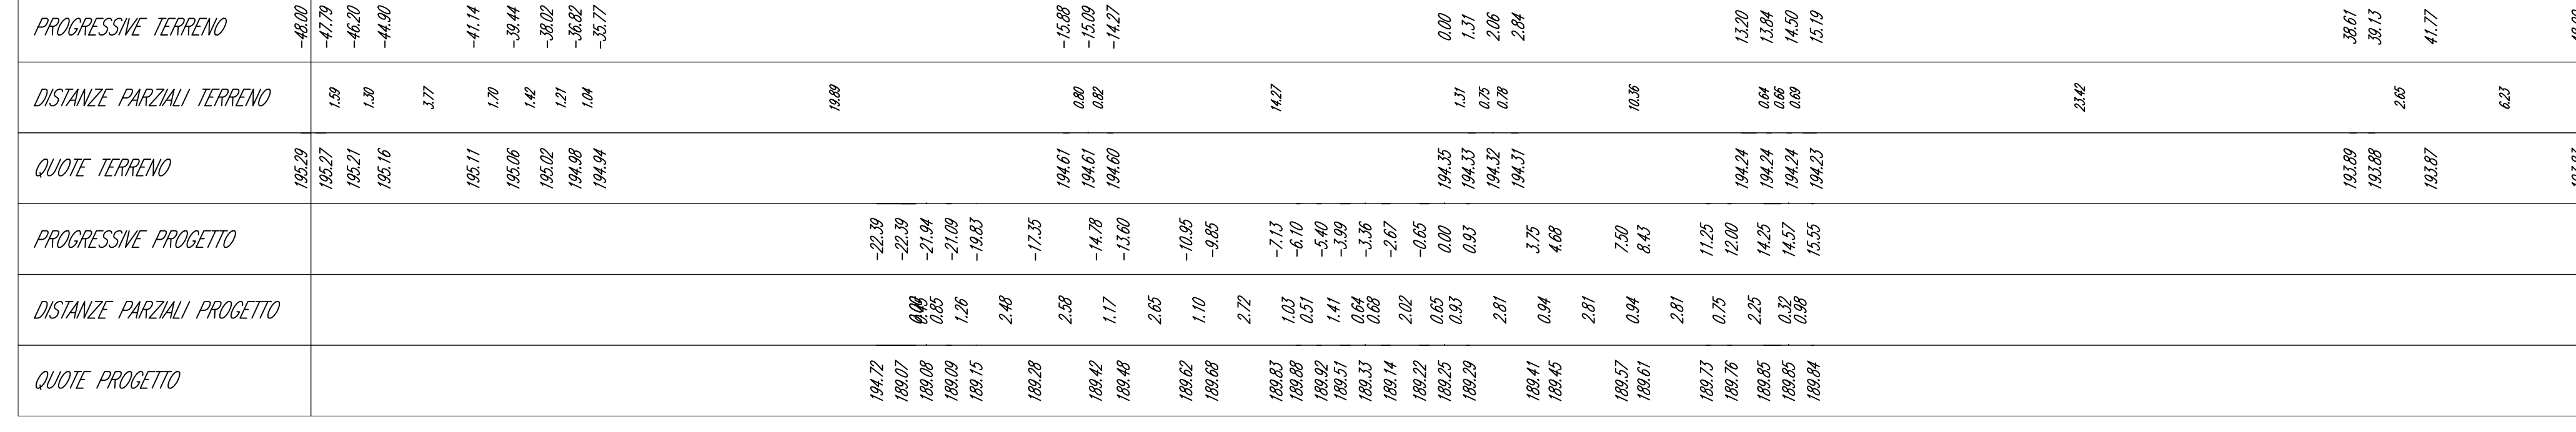 PROGRESSIVE TERRENO -48.00 -47.79 -46.20 -44.90 -41.14 -39.44 -38.02 -36.82 -35.77 -15.88 -15.09 -14.27 0.00 1.31 2.06 2.84 13.20 13.84 14.50 15.19 38.61 39.13 41.77
DISTANZE PARZIALI TERRENO 1.59 1.30 3.77 1.70 1.42 1.21 1.04 19.89 0.80 0.82 14.27 1.31 0.75 0.78 10.36 0.64 0.66 0.69 23.42 2.65 6.23
QUOTE TERRENO 195.29 195.27 195.21 195.16 195.11 195.06 195.02 194.98 194.94 194.61 194.61 194.60 194.35 194.33 194.32 194.31 194.24 194.24 194.24 194.23 193.89 193.88 193.87
PROGRESSIVE PROGETTO -22.39 -22.39 -21.94 -21.09 -19.83 -17.35 -14.78 -13.60 -10.95 -9.85 -7.13 -6.10 -5.40 -3.99 -3.36 -2.67 -0.65 0.00 0.93 3.75 4.68 7.50 8.43 11.25 12.00 14.25 14.57 15.55
DISTANZE PARZIALI PROGETTO 0.85 1.26 2.48 2.58 1.17 2.65 1.10 2.72 1.03 0.51 1.41 0.64 0.68 2.02 0.65 0.93 2.81 0.94 2.81 0.94 2.81 0.75 2.25 0.32 0.98
QUOTE PROGETTO 194.72 189.07 189.08 189.09 189.15 189.28 189.42 189.48 189.62 189.68 189.83 189.88 189.92 189.51 189.33 189.14 189.22 189.25 189.29 189.41 189.45 189.57 189.61 189.73 189.76 189.85 189.85 189.84